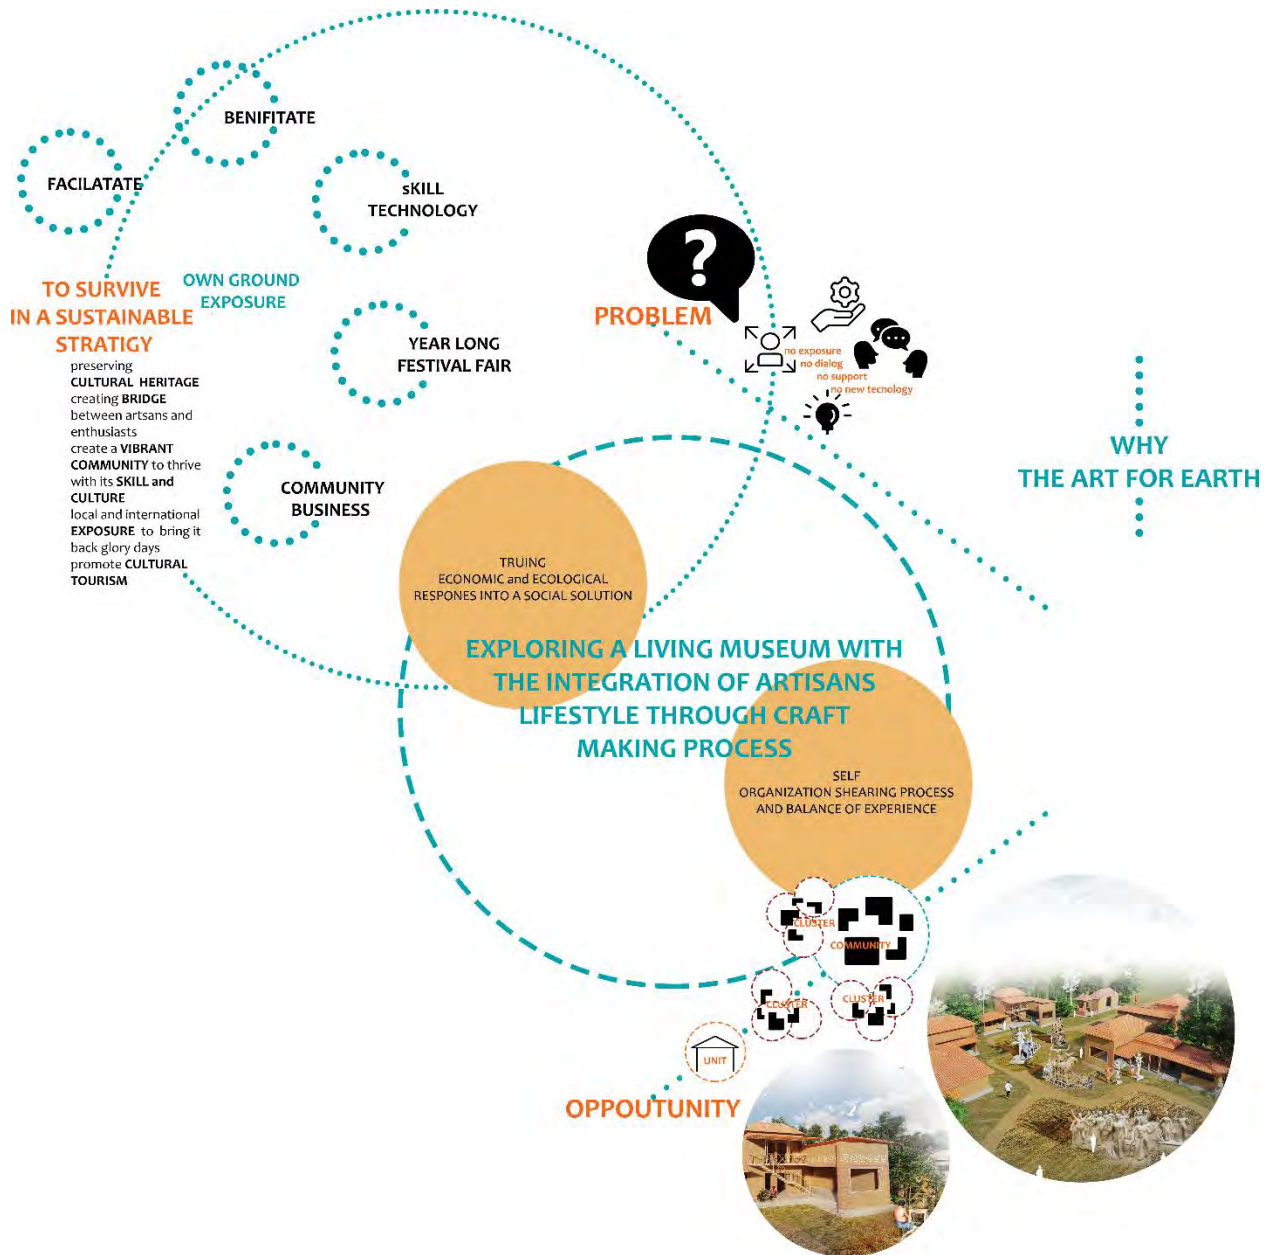 BENIFITATE
FACILATATE
sKILL
TECHNOLOGY
OWN GROUND
EXPOSURE
TO SURVIVE
IN A SUSTAINABLE
STRATIGY
preserving
CULTURAL HERITAGE
creating BRIDGE
between artsans and
enthusiasts
create a VIBRANT
COMMUNITY to thrive
with its SKILL and
CULTURE
local and international
EXPOSURE to bring it
back glory days
promote CULTURAL
TOURISM
YEAR LONG
FESTIVAL FAIR
COMMUNITY
BUSINESS
?
PROBLEM
no exposure
no dialog
no support
no new tecnology
WHY
THE ART FOR EARTH
TRUING
ECONOMIC and ECOLOGICAL
RESPONES INTO A SOCIAL SOLUTION
EXPLORING A LIVING MUSEUM WITH
THE INTEGRATION OF ARTISANS
LIFESTYLE THROUGH CRAFT
MAKING PROCESS
SELF
ORGANIZATION SHEARING PROCESS
AND BALANCE OF EXPERIENCE
CLUSTER
COMMUNITY
CLUSTER
CLUSTER
UNIT
OPPOUTUNITY